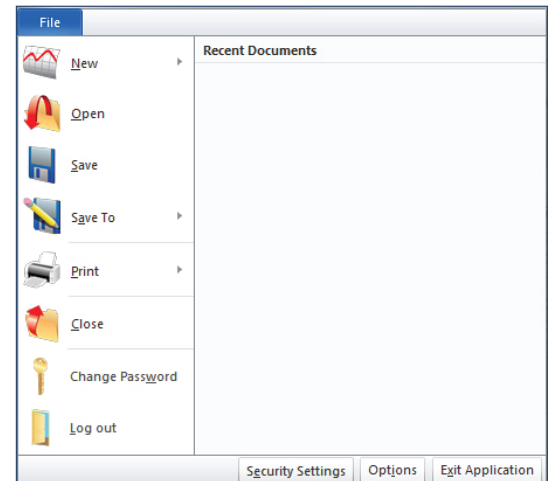 File
Recent Documents
New
Open
Save
Save To
Print
Close
Change Password
Log out
Security Settings
Options
Exit Application